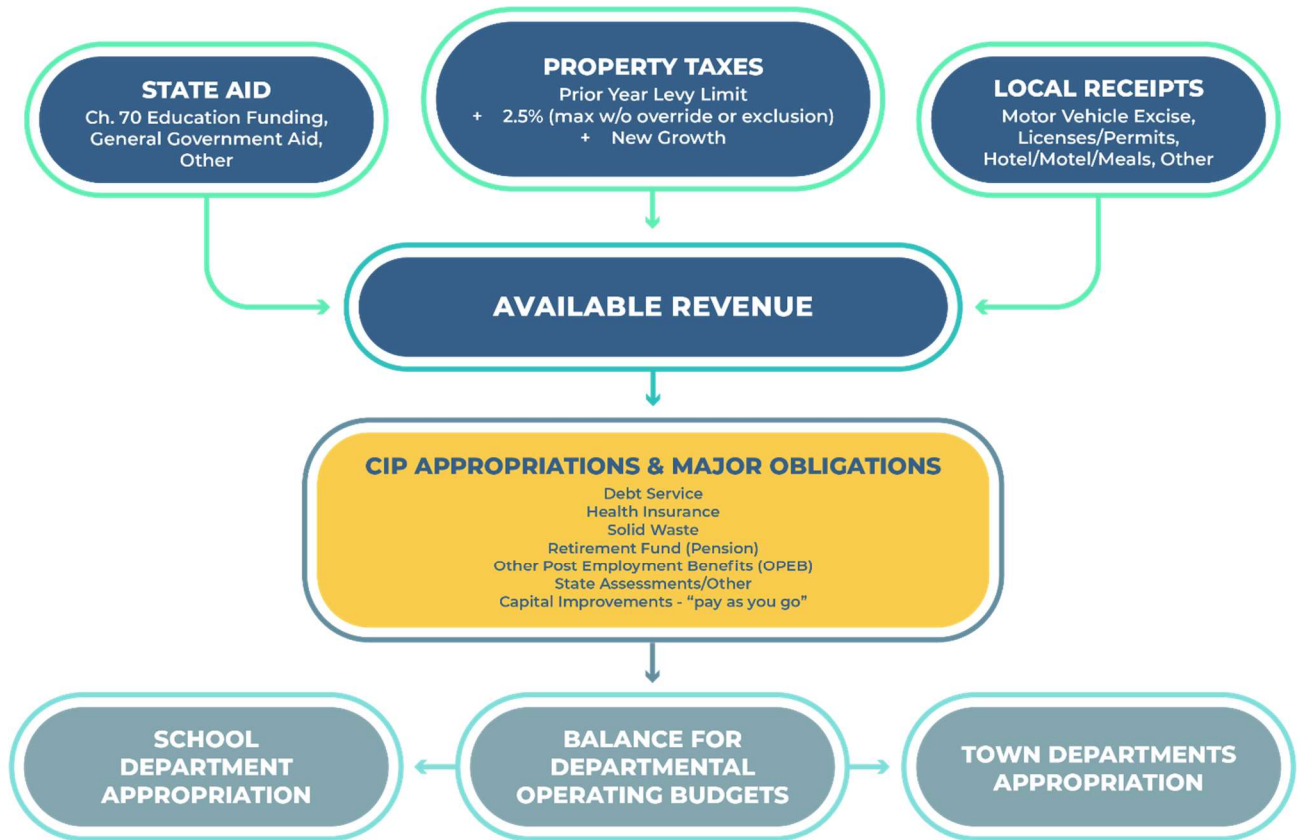 STATE AID
Ch. 70 Education Funding,
General Government Aid,
Other
PROPERTY TAXES
Prior Year Levy Limit
+ 2.5% (max w/o override or exclusion)
+ New Growth
LOCAL RECEIPTS
Motor Vehicle Excise,
Licenses/Permits,
Hotel/Motel/Meals, Other
AVAILABLE REVENUE
CIP APPROPRIATIONS & MAJOR OBLIGATIONS
Debt Service
Health Insurance
Solid Waste
Retirement Fund (Pension)
Other Post Employment Benefits (OPEB)
State Assessments/Other
Capital Improvements - “pay as you go”
SCHOOL
DEPARTMENT
APPROPRIATION
BALANCE FOR
DEPARTMENTAL
OPERATING BUDGETS
TOWN DEPARTMENTS
APPROPRIATION